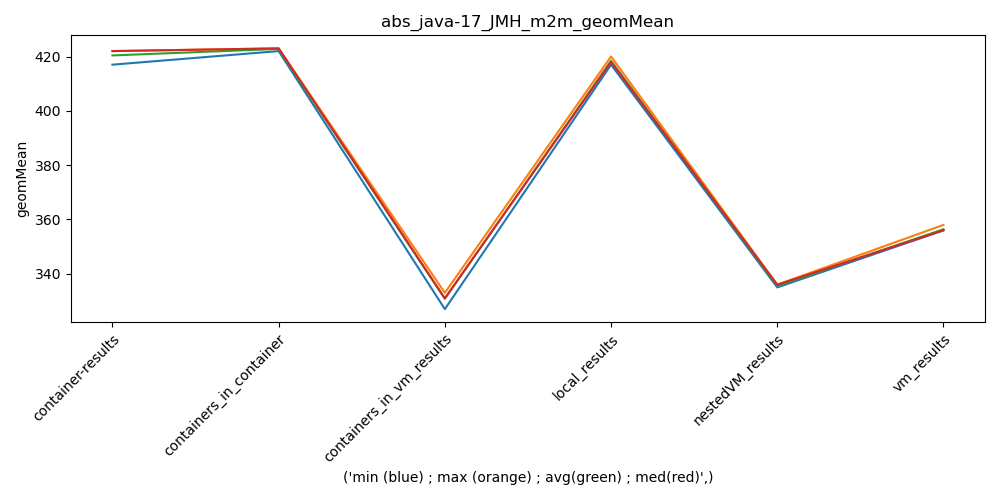 abs_java-17_JMH_m2m_geomMean
geomMean
420
400
380
360
340
container-results
containers_in_container
containers_in_vm_results
local_results
nestedVM_results
vm_results
('min (blue) ; max (orange) ; avg(green) ; med(red)',)